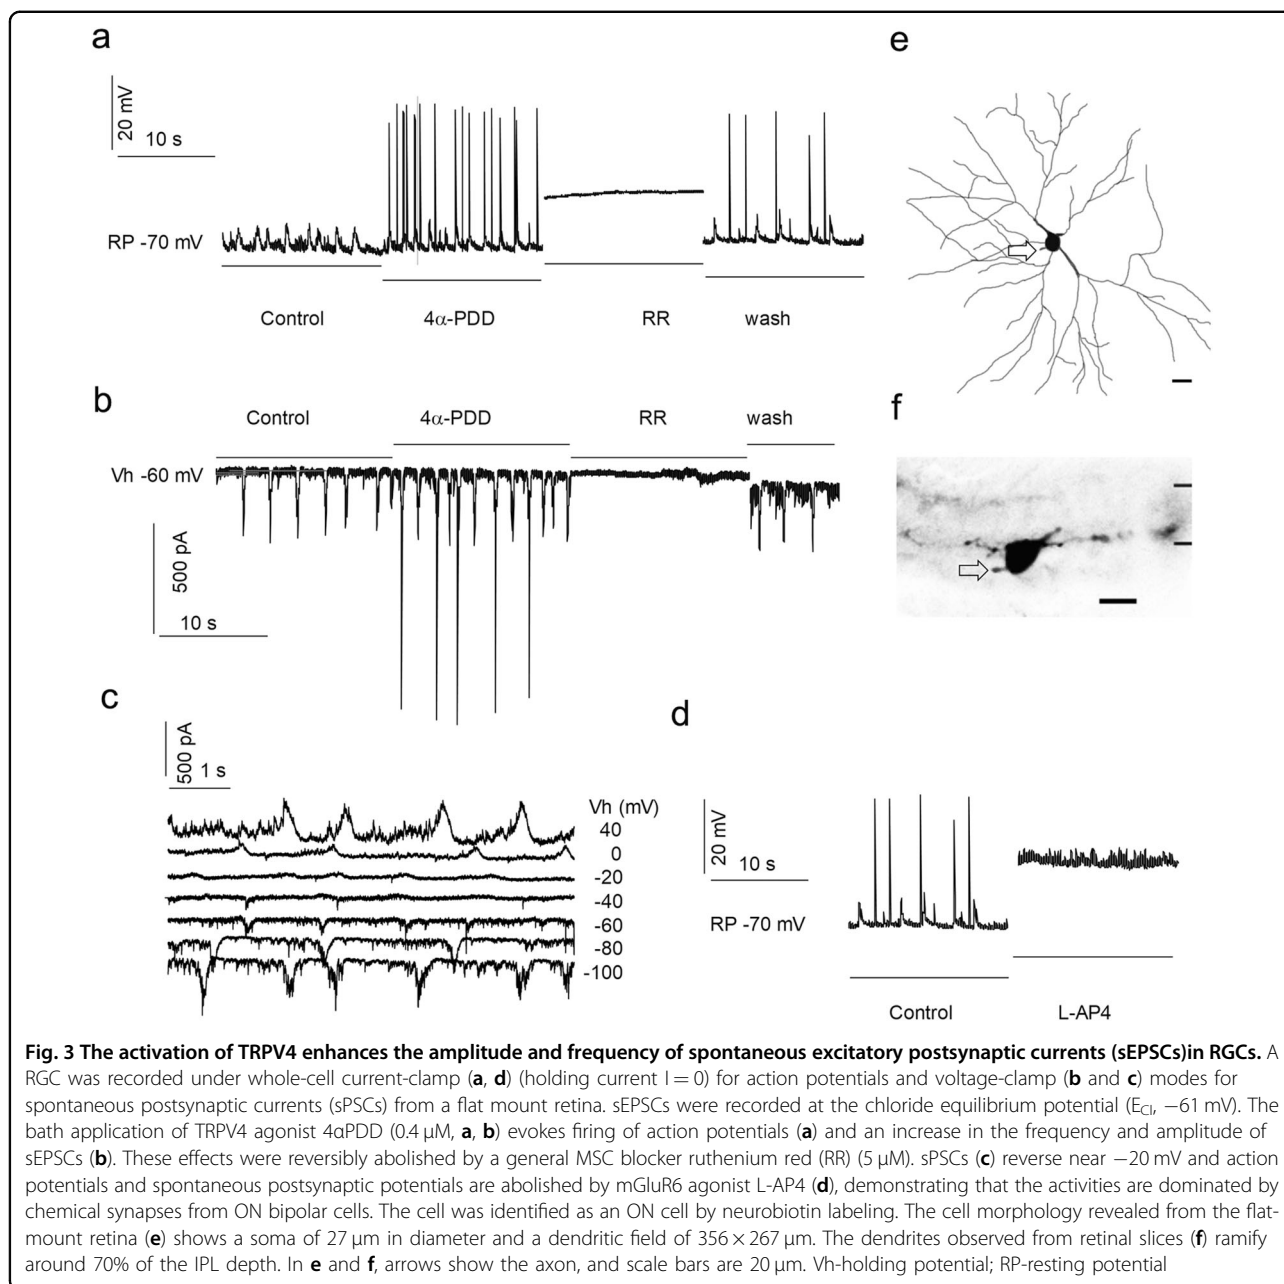 a
20 mV
10 s
RP -70 mV
Control
4α-PDD
RR
wash
b
Control
4α-PDD
RR
wash
Vh -60 mV
500 pA
10 s
c
500 pA
1 s
Vh (mV)
40
0
-20
-40
-60
-80
-100
d
20 mV
10 s
RP -70 mV
Control
L-AP4
e
f
Fig. 3 The activation of TRPV4 enhances the amplitude and frequency of spontaneous excitatory postsynaptic currents (sEPSCs)in RGCs. A
RGC was recorded under whole-cell current-clamp (a, d) (holding current I = 0) for action potentials and voltage-clamp (b and c) modes for
spontaneous postsynaptic currents (sPSCs) from a flat mount retina. sEPSCs were recorded at the chloride equilibrium potential (ECl, −61 mV). The
bath application of TRPV4 agonist 4αPDD (0.4 μM, a, b) evokes firing of action potentials (a) and an increase in the frequency and amplitude of
sEPSCs (b). These effects were reversibly abolished by a general MSC blocker ruthenium red (RR) (5 μM). sPSCs (c) reverse near −20 mV and action
potentials and spontaneous postsynaptic potentials are abolished by mGluR6 agonist L-AP4 (d), demonstrating that the activities are dominated by
chemical synapses from ON bipolar cells. The cell was identified as an ON cell by neurobiotin labeling. The cell morphology revealed from the flat-
mount retina (e) shows a soma of 27 μm in diameter and a dendritic field of 356 × 267 μm. The dendrites observed from retinal slices (f) ramify
around 70% of the IPL depth. In e and f, arrows show the axon, and scale bars are 20 μm. Vh-holding potential; RP-resting potential